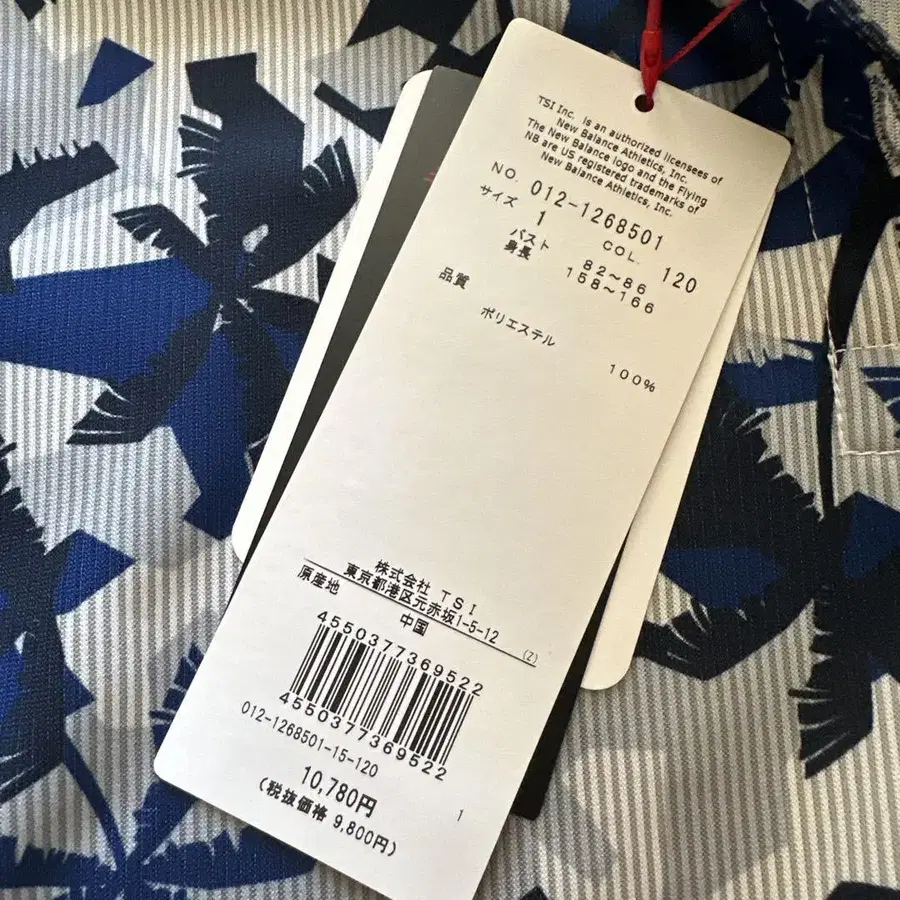 TSI Inc. is an authorized licensees of
New Balance Athletics, Inc.
The New Balance logo and the Flying
NB are US registered trademarks of
New Balance Athletics, Inc.
NO. 012-1268501
サイズ 1 COL. 120
バスト 82～86
身長 158～166
品質
ポリエステル 100%
株式会社 TSI
東京都港区元赤坂1-5-12
原産地 中国 (Z)
4550377369522
4550377369522
012-1268501-15-120
10,780円 1
(税抜価格 9,800円)